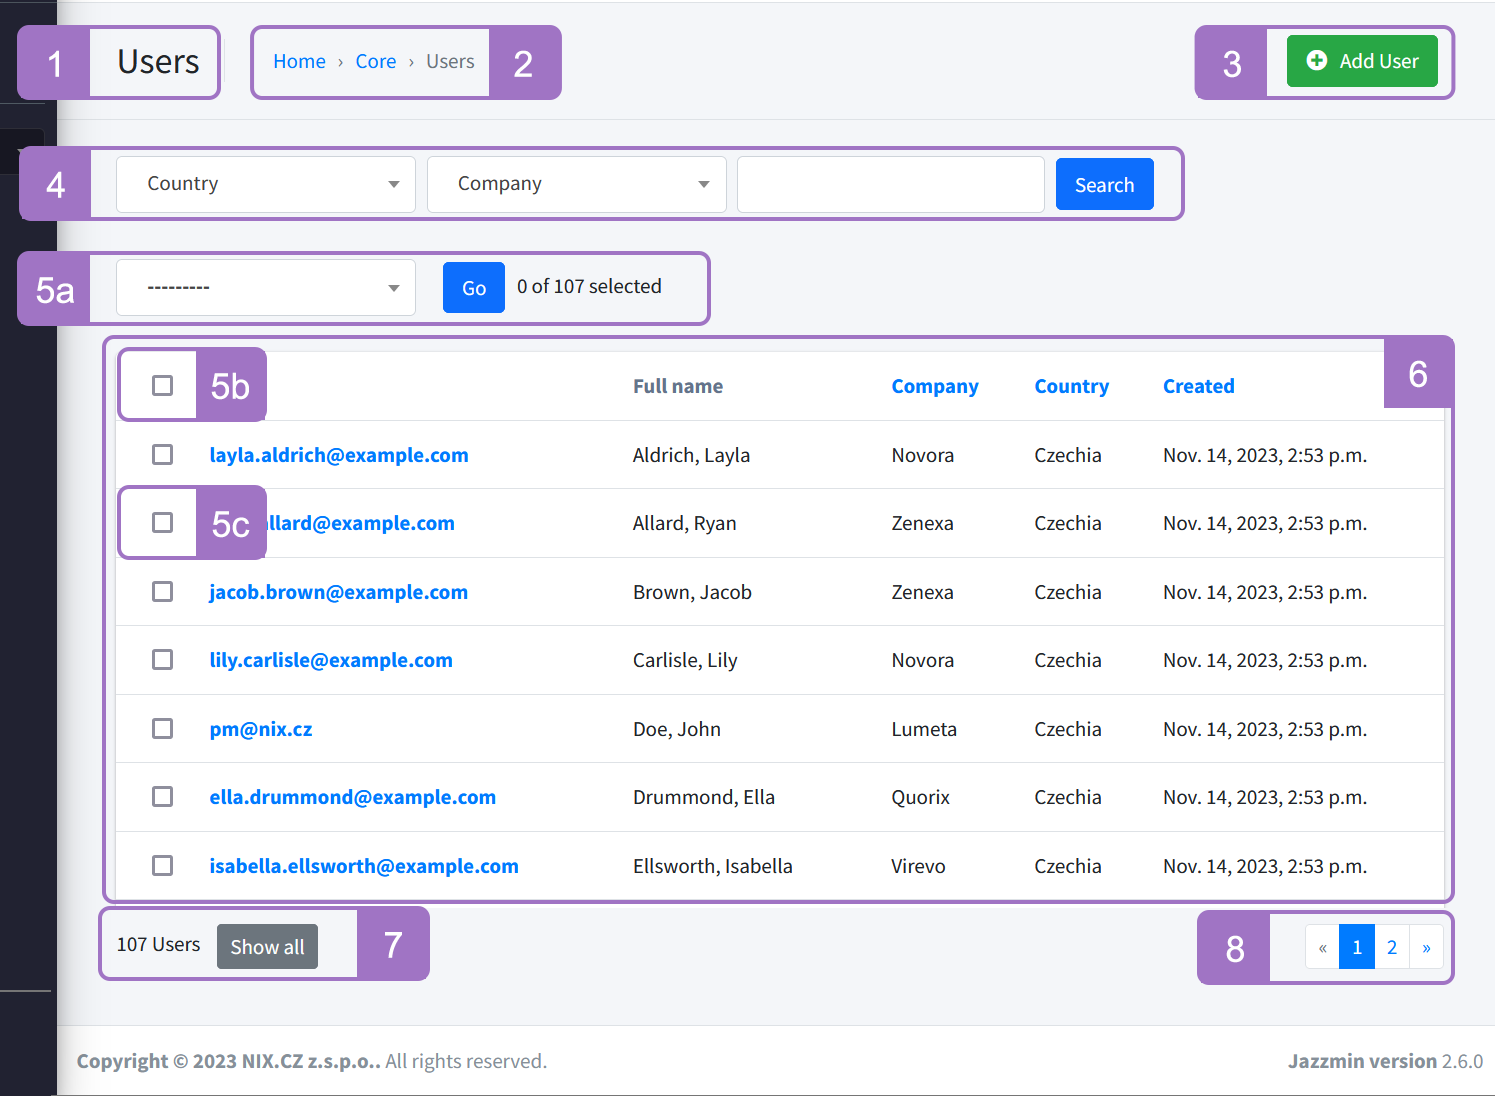 1 Users Home › Core › Users 2 3 Add User
4 Country Company Search
5a --------- Go 0 of 107 selected
5b Full name Company Country Created 6
layla.aldrich@example.com Aldrich, Layla Novora Czechia Nov. 14, 2023, 2:53 p.m.
5c llard@example.com Allard, Ryan Zenexa Czechia Nov. 14, 2023, 2:53 p.m.
jacob.brown@example.com Brown, Jacob Zenexa Czechia Nov. 14, 2023, 2:53 p.m.
lily.carlisle@example.com Carlisle, Lily Novora Czechia Nov. 14, 2023, 2:53 p.m.
pm@nix.cz Doe, John Lumeta Czechia Nov. 14, 2023, 2:53 p.m.
ella.drummond@example.com Drummond, Ella Quorix Czechia Nov. 14, 2023, 2:53 p.m.
isabella.ellsworth@example.com Ellsworth, Isabella Virevo Czechia Nov. 14, 2023, 2:53 p.m.
107 Users Show all 7 8 « 1 2 »
Copyright © 2023 NIX.CZ z.s.p.o.. All rights reserved. Jazzmin version 2.6.0